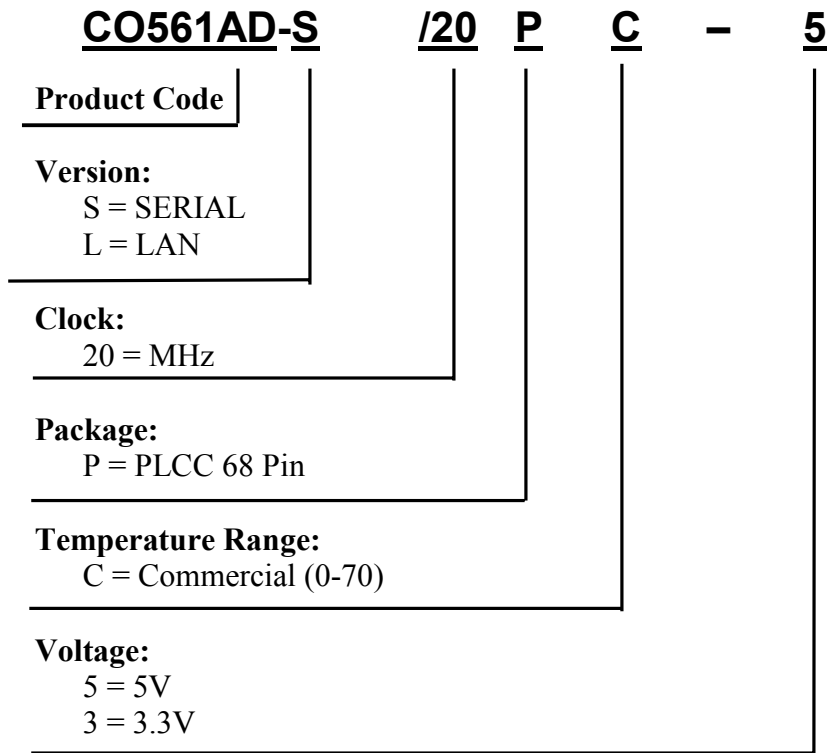 CO561AD-S /20 P C – 5
Product Code
Version:
S = SERIAL
L = LAN
Clock:
20 = MHz
Package:
P = PLCC 68 Pin
Temperature Range:
C = Commercial (0-70)
Voltage:
5 = 5V
3 = 3.3V